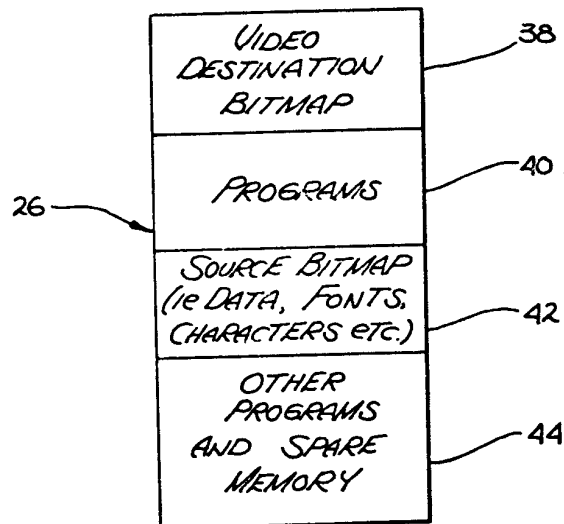 VIDEO
DESTINATION
BITMAP
38
PROGRAMS
40
26
SOURCE BITMAP
(ie DATA, FONTS,
CHARACTERS etc.)
42
OTHER
PROGRAMS
AND SPARE
MEMORY
44